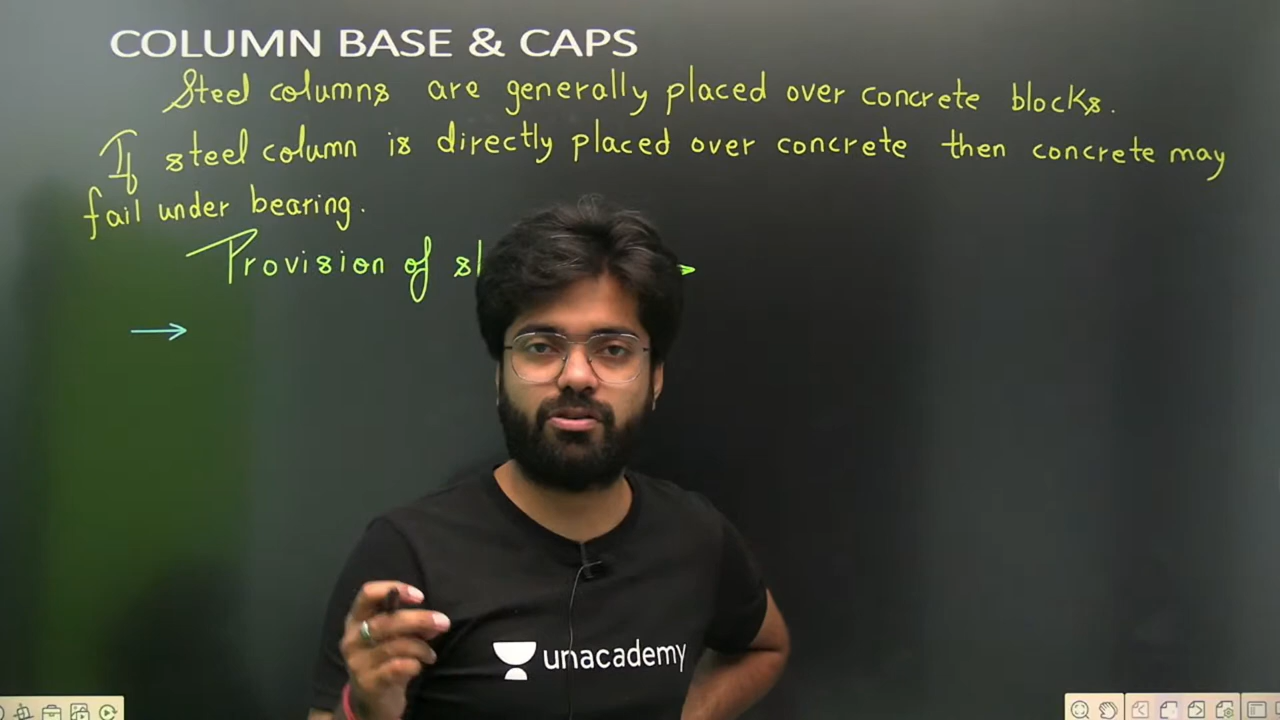 COLUMN BASE & CAPS
Steel columns are generally placed over concrete blocks.
If steel column is directly placed over concrete then concrete may
fail under bearing.
Provision of
unacademy